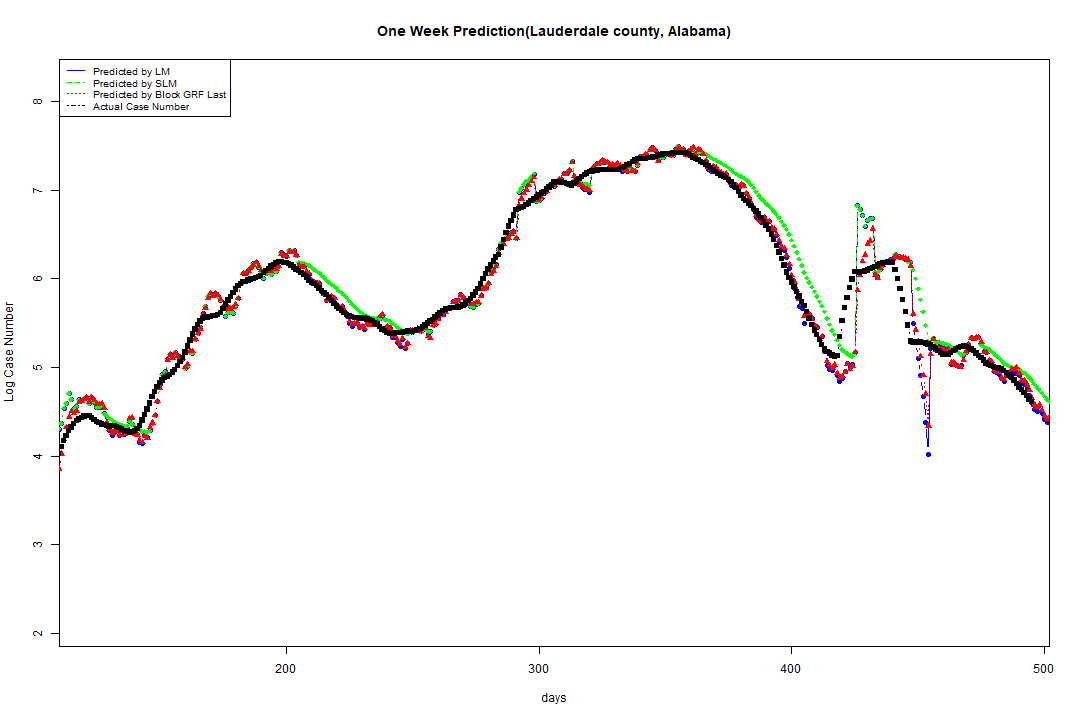 One Week Prediction(Lauderdale county, Alabama)
Predicted by LM
Predicted by SLM
Predicted by Block GRF Last
Actual Case Number
Log Case Number
8
7
6
5
4
3
2
200 300 400 500
days